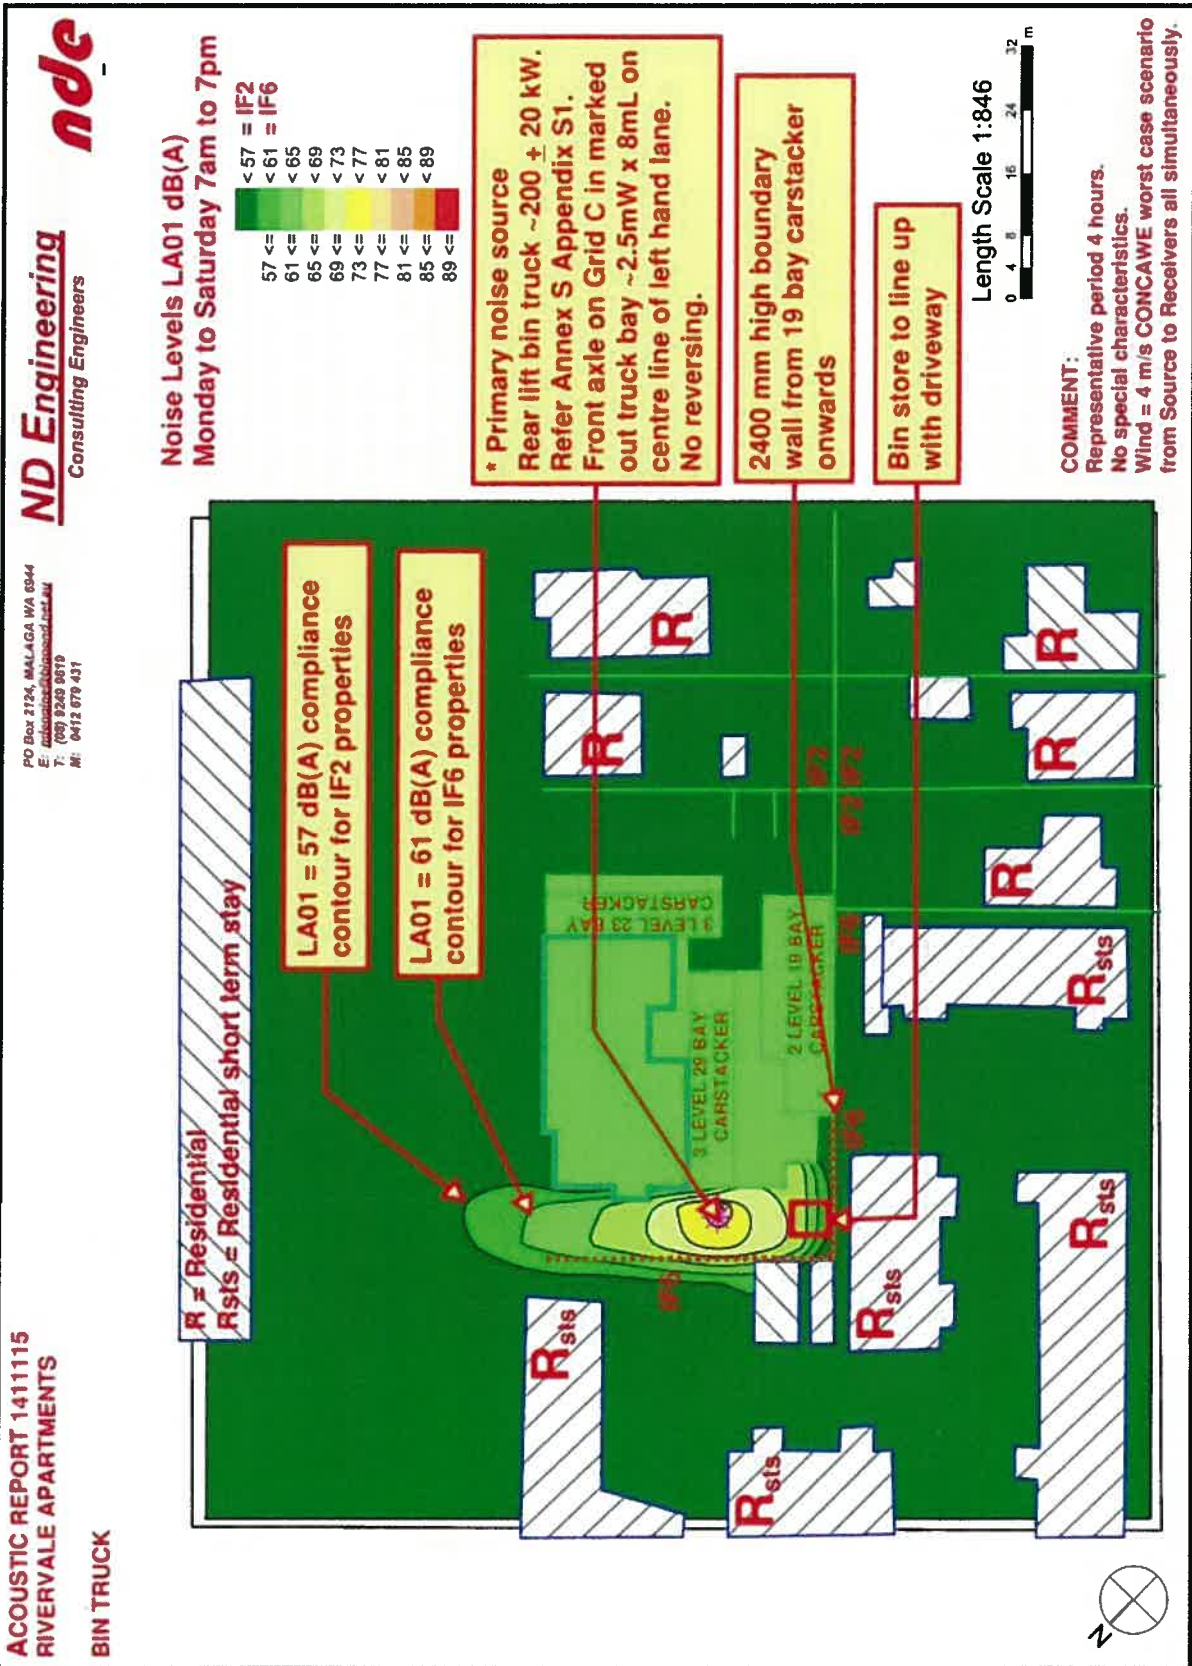 ACOUSTIC REPORT 1411115
RIVERVALE APARTMENTS
BIN TRUCK
PO Box 2124, MALAGA WA 6944
T: (08) 9249 9819
M: 0412 679 431
ND Engineering
Consulting Engineers
nde
Noise Levels LA01 dB(A)
Monday to Saturday 7am to 7pm
< 57 = IF2
57 <= < 61 = IF6
61 <= < 65
65 <= < 69
69 <= < 73
73 <= < 77
77 <= < 81
81 <= < 85
85 <= < 89
89 <=
R = Residential
Rsts = Residential short term stay
LA01 = 57 dB(A) compliance
contour for IF2 properties
LA01 = 61 dB(A) compliance
contour for IF6 properties
* Primary noise source
Rear lift bin truck ~200 ± 20 kW.
Refer Annex S Appendix S1.
Front axle on Grid C in marked
out truck bay ~2.5mW x 8mL on
centre line of left hand lane.
No reversing.
2400 mm high boundary
wall from 19 bay carstacker
onwards
Bin store to line up
with driveway
3 LEVEL 23 BAY
CARSTACKER
3 LEVEL 29 BAY
CARSTACKER
2 LEVEL 19 BAY
CARSTACKER
Rsts
Rsts
Rsts
Rsts
Rsts
R
R
R
R
R
IF2
IF2 IF2
IF6
IF6
Length Scale 1:846
0 4 8 16 24 32
m
COMMENT:
Representative period 4 hours.
No special characteristics.
Wind = 4 m/s CONCAWE worst case scenario
from Source to Receivers all simultaneously.
N